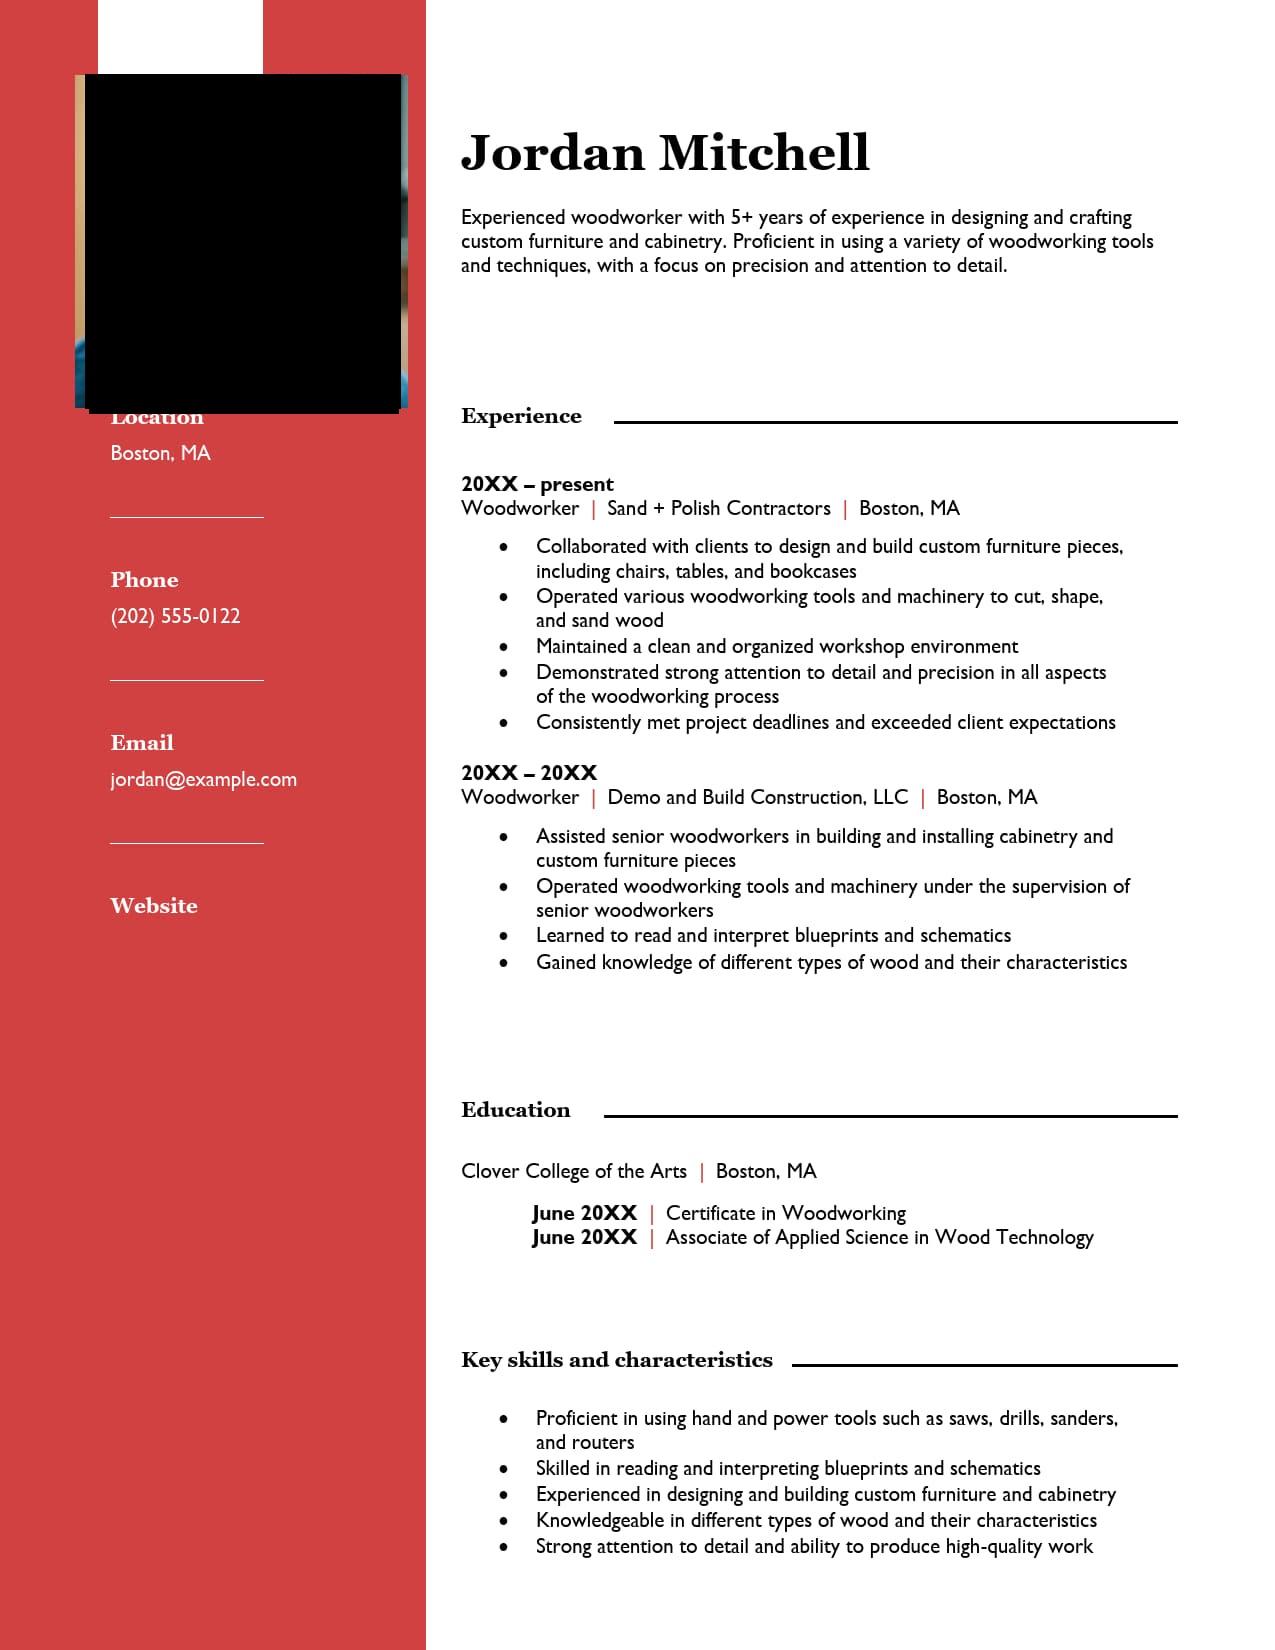 Jordan Mitchell
Experienced woodworker with 5+ years of experience in designing and crafting
custom furniture and cabinetry. Proficient in using a variety of woodworking tools
and techniques, with a focus on precision and attention to detail.
Location
Boston, MA
Phone
(202) 555-0122
Email
jordan@example.com
Website
Experience
20XX – present
Woodworker | Sand + Polish Contractors | Boston, MA
• Collaborated with clients to design and build custom furniture pieces,
including chairs, tables, and bookcases
• Operated various woodworking tools and machinery to cut, shape,
and sand wood
• Maintained a clean and organized workshop environment
• Demonstrated strong attention to detail and precision in all aspects
of the woodworking process
• Consistently met project deadlines and exceeded client expectations
20XX – 20XX
Woodworker | Demo and Build Construction, LLC | Boston, MA
• Assisted senior woodworkers in building and installing cabinetry and
custom furniture pieces
• Operated woodworking tools and machinery under the supervision of
senior woodworkers
• Learned to read and interpret blueprints and schematics
• Gained knowledge of different types of wood and their characteristics
Education
Clover College of the Arts | Boston, MA
June 20XX | Certificate in Woodworking
June 20XX | Associate of Applied Science in Wood Technology
Key skills and characteristics
• Proficient in using hand and power tools such as saws, drills, sanders,
and routers
• Skilled in reading and interpreting blueprints and schematics
• Experienced in designing and building custom furniture and cabinetry
• Knowledgeable in different types of wood and their characteristics
• Strong attention to detail and ability to produce high-quality work